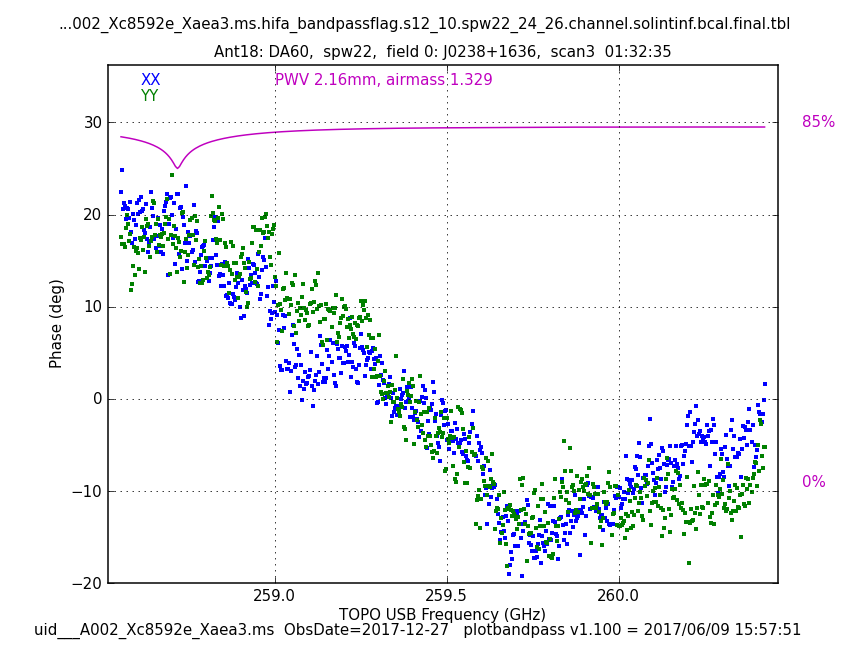 ...002_Xc8592e_Xaea3.ms.hifa_bandpassflag.s12_10.spw22_24_26.channel.solintinf.bcal.final.tbl
Ant18: DA60,  spw22,  field 0: J0238+1636,  scan3  01:32:35
XX
YY
PWV 2.16mm, airmass 1.329
85%
0%
30
20
10
0
−10
−20
Phase (deg)
259.0
259.5
260.0
TOPO USB Frequency (GHz)
uid___A002_Xc8592e_Xaea3.ms  ObsDate=2017-12-27   plotbandpass v1.100 = 2017/06/09 15:57:51